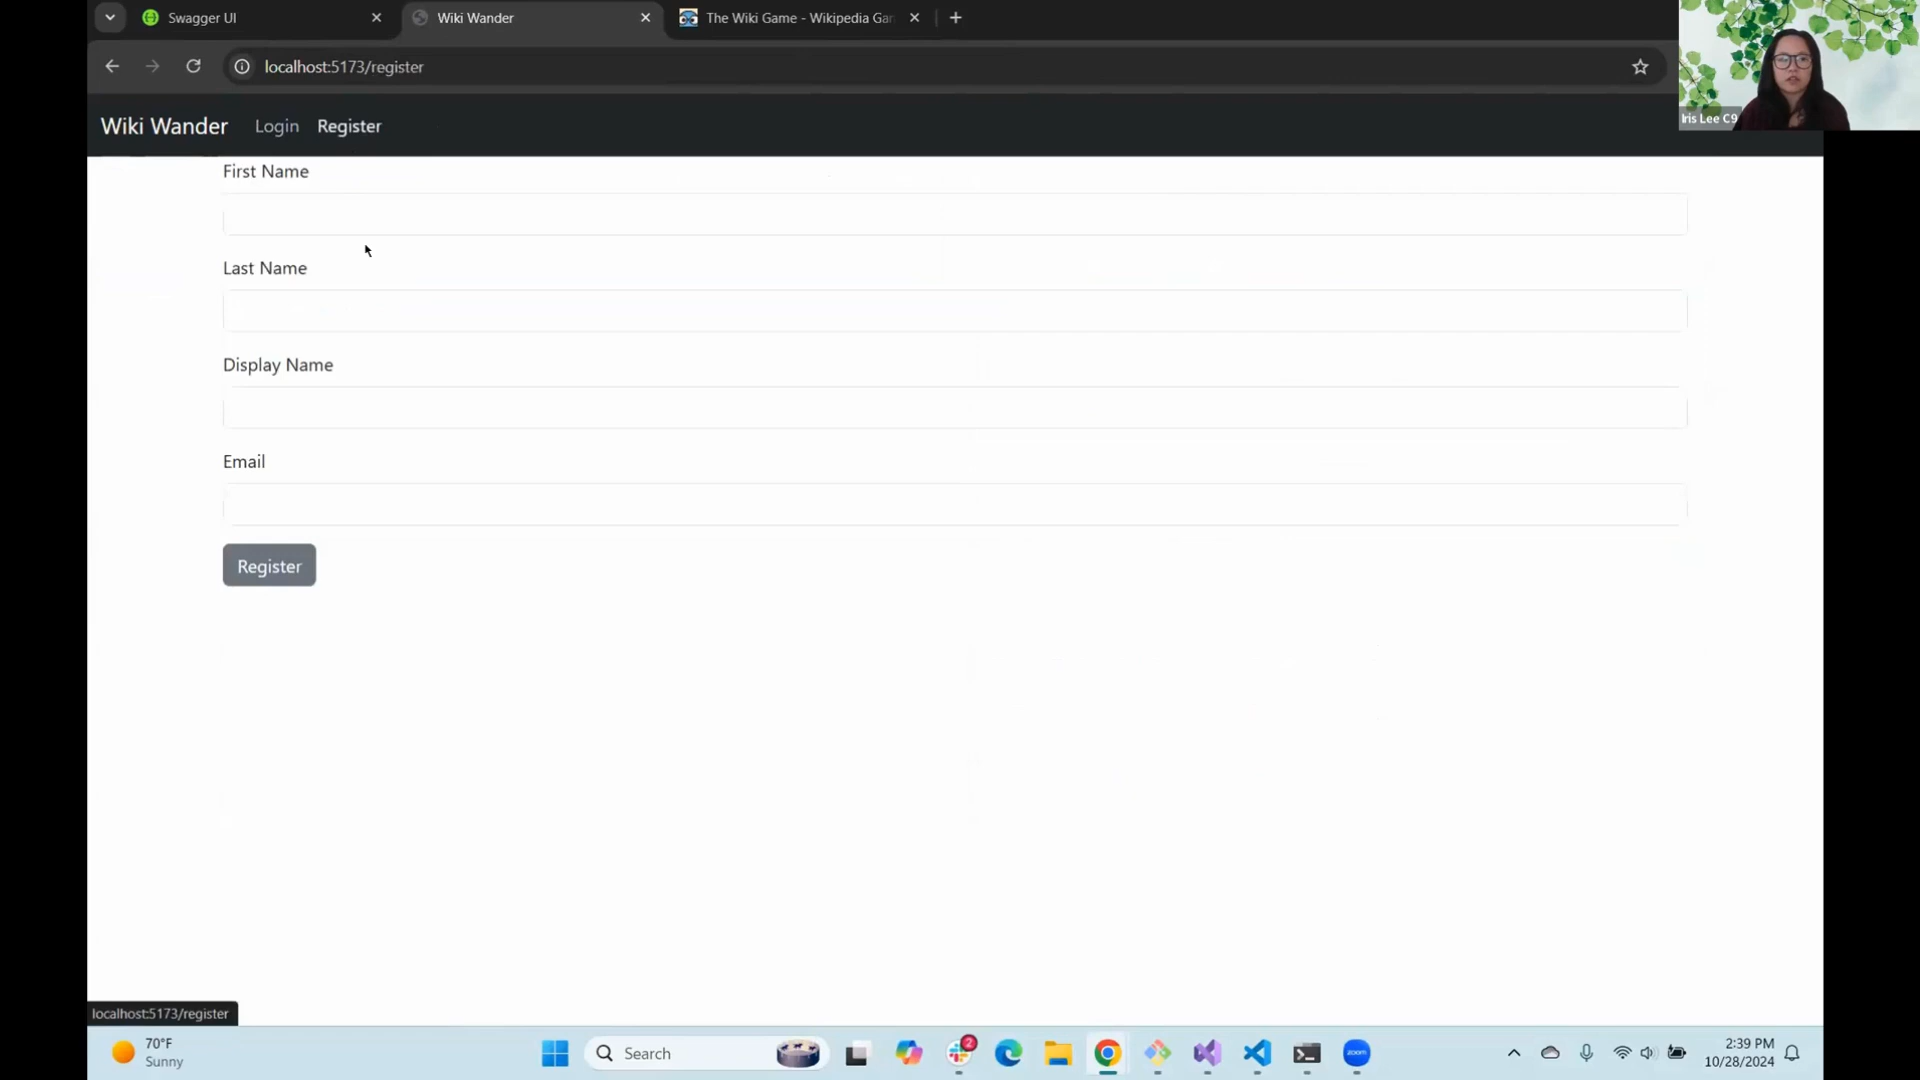 Swagger UI
Wiki Wander
The Wiki Game - Wikipedia Gar
localhost:5173/register
Iris Lee C9
Wiki Wander Login Register
First Name
Last Name
Display Name
Email
Register
localhost:5173/register
70°F
Sunny
Search
2
zoom
2:39 PM
10/28/2024